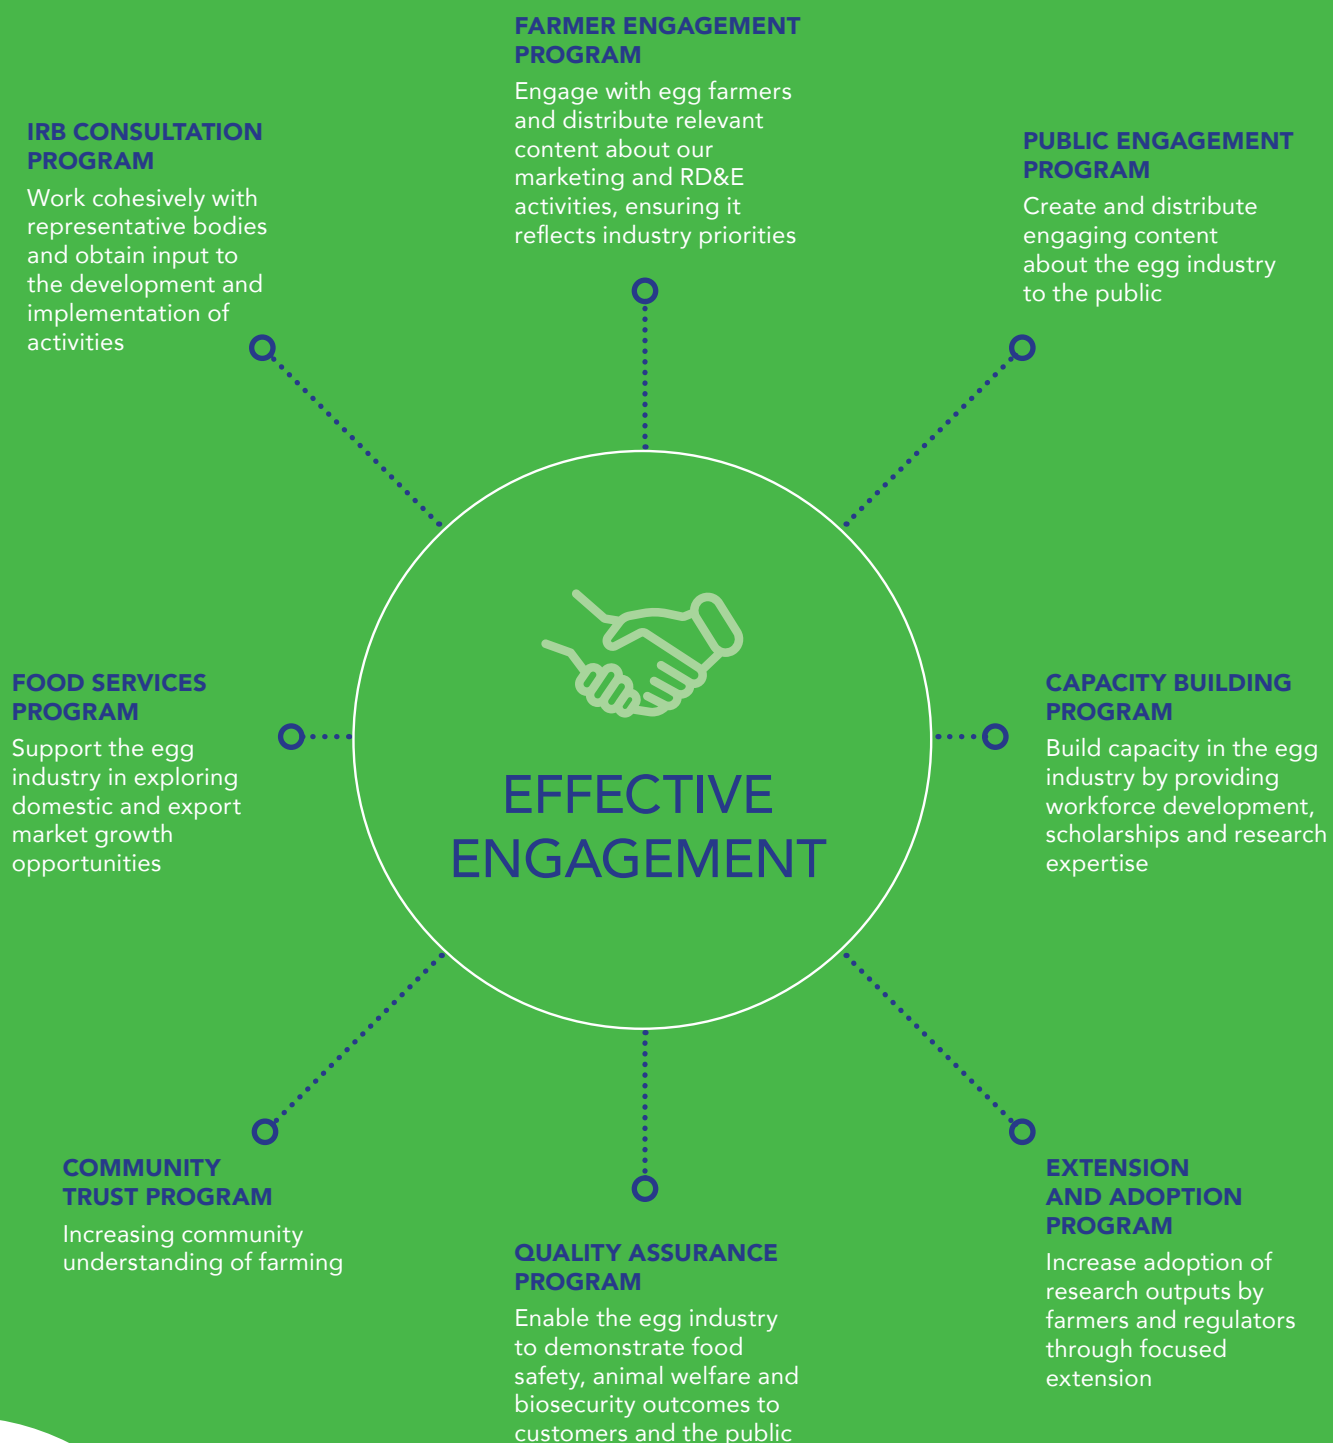 FARMER ENGAGEMENT
PROGRAM
Engage with egg farmers
and distribute relevant
content about our
marketing and RD&E
activities, ensuring it
reflects industry priorities
IRB CONSULTATION
PROGRAM
Work cohesively with
representative bodies
and obtain input to
the development and
implementation of
activities
PUBLIC ENGAGEMENT
PROGRAM
Create and distribute
engaging content
about the egg industry
to the public
FOOD SERVICES
PROGRAM
Support the egg
industry in exploring
domestic and export
market growth
opportunities
EFFECTIVE
ENGAGEMENT
CAPACITY BUILDING
PROGRAM
Build capacity in the egg
industry by providing
workforce development,
scholarships and research
expertise
COMMUNITY
TRUST PROGRAM
Increasing community
understanding of farming
QUALITY ASSURANCE
PROGRAM
Enable the egg industry
to demonstrate food
safety, animal welfare and
biosecurity outcomes to
customers and the public
EXTENSION
AND ADOPTION
PROGRAM
Increase adoption of
research outputs by
farmers and regulators
through focused
extension